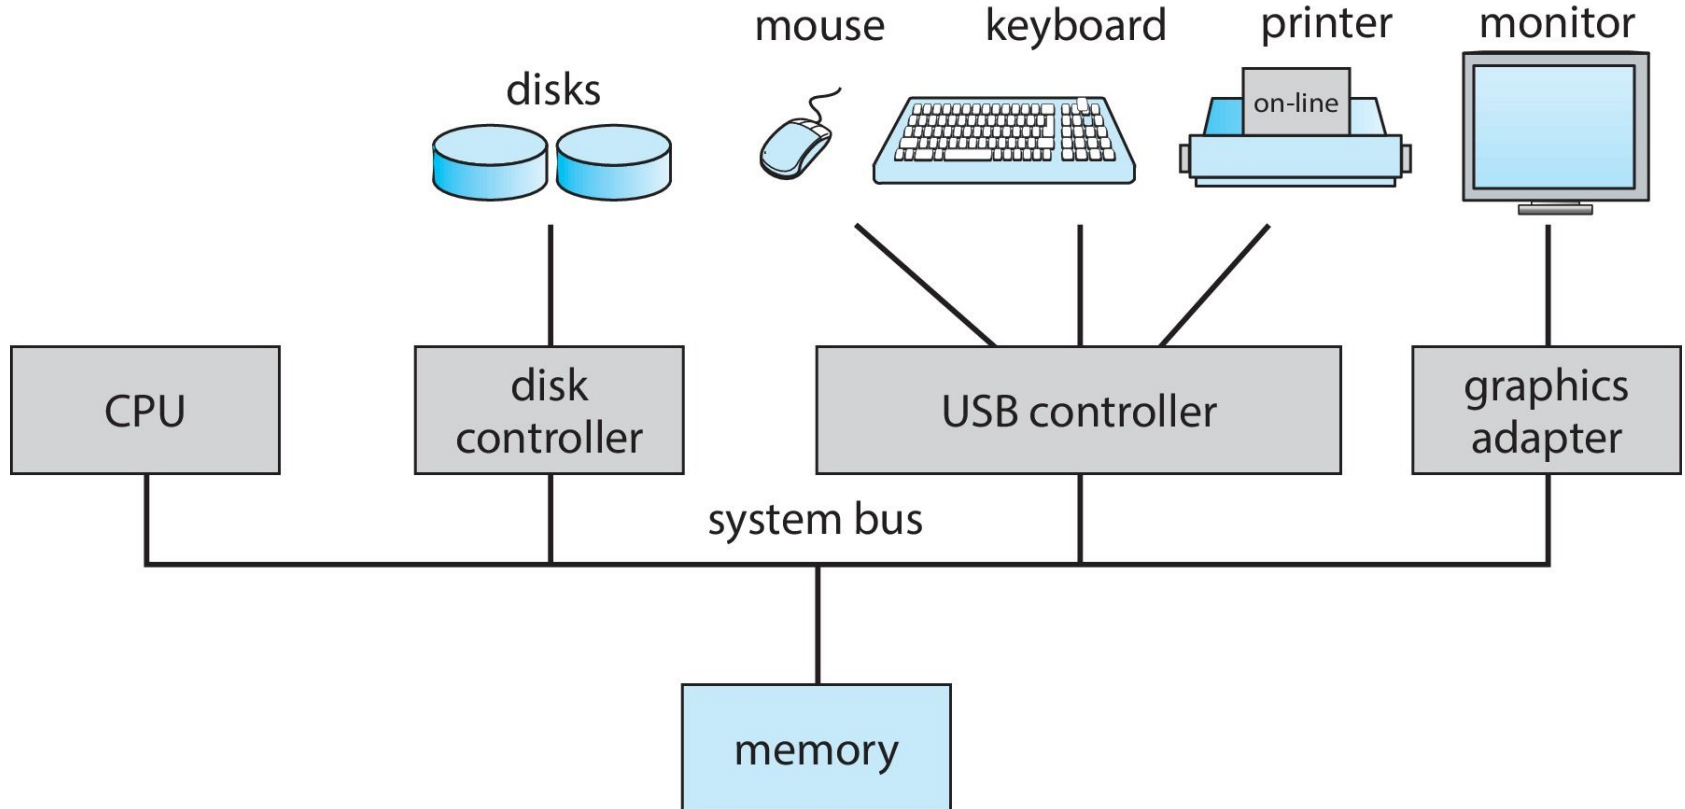 mouse
keyboard
printer
monitor
disks
on-line
CPU
disk
controller
USB controller
graphics
adapter
system bus
memory